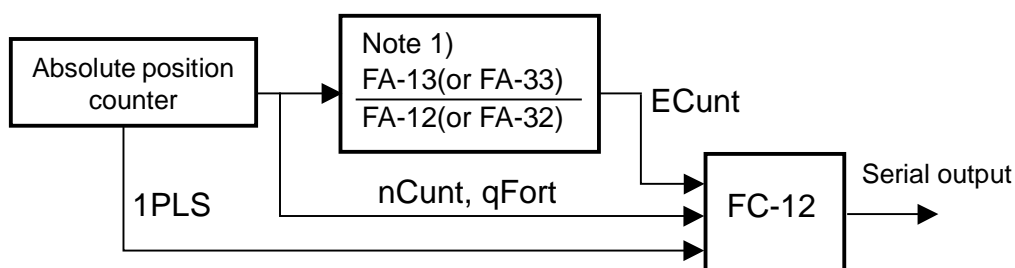 Absolute position
counter
Note 1)
FA-13(or FA-33)
FA-12(or FA-32)
ECunt
1PLS
nCunt, qFort
FC-12
Serial output